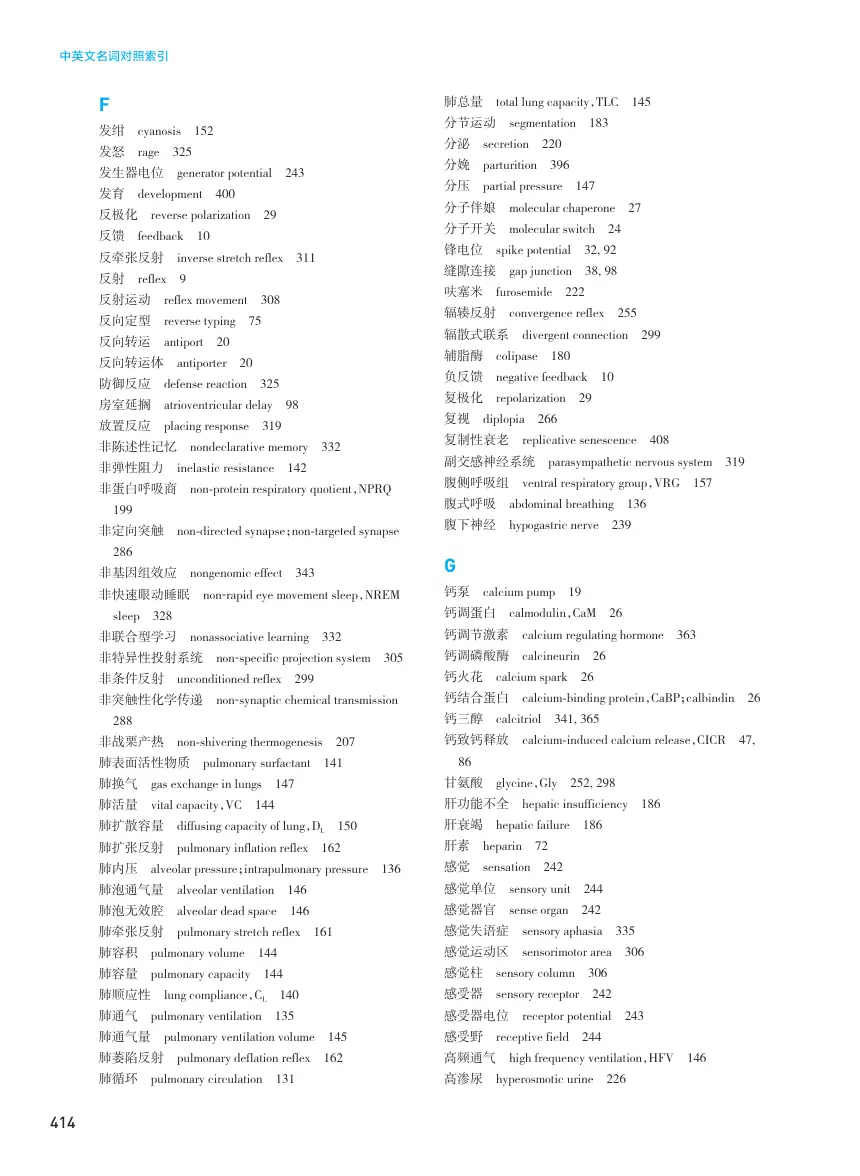 中英文名词对照索引
F
发绀 cyanosis 152
发怒 rage 325
发生器电位 generator potential 243
发育 development 400
反极化 reverse polarization 29
反馈 feedback 10
反牵张反射 inverse stretch reflex 311
反射 reflex 9
反射运动 reflex movement 308
反向定型 reverse typing 75
反向转运 antiport 20
反向转运体 antiporter 20
防御反应 defense reaction 325
房室延搁 atrioventricular delay 98
放置反应 placing response 319
非陈述性记忆 nondeclarative memory 332
非弹性阻力 inelastic resistance 142
非蛋白呼吸商 non-protein respiratory quotient,NPRQ
199
非定向突触 non-directed synapse;non-targeted synapse
286
非基因组效应 nongenomic effect 343
非快速眼动睡眠 non-rapid eye movement sleep,NREM
sleep 328
非联合型学习 nonassociative learning 332
非特异性投射系统 non-specific projection system 305
非条件反射 unconditioned reflex 299
非突触性化学传递 non-synaptic chemical transmission
288
非战栗产热 non-shivering thermogenesis 207
肺表面活性物质 pulmonary surfactant 141
肺换气 gas exchange in lungs 147
肺活量 vital capacity,VC 144
肺扩散容量 diffusing capacity of lung,DL 150
肺扩张反射 pulmonary inflation reflex 162
肺内压 alveolar pressure;intrapulmonary pressure 136
肺泡通气量 alveolar ventilation 146
肺泡无效腔 alveolar dead space 146
肺牵张反射 pulmonary stretch reflex 161
肺容积 pulmonary volume 144
肺容量 pulmonary capacity 144
肺顺应性 lung compliance,CL 140
肺通气 pulmonary ventilation 135
肺通气量 pulmonary ventilation volume 145
肺萎陷反射 pulmonary deflation reflex 162
肺循环 pulmonary circulation 131
肺总量 total lung capacity,TLC 145
分节运动 segmentation 183
分泌 secretion 220
分娩 parturition 396
分压 partial pressure 147
分子伴娘 molecular chaperone 27
分子开关 molecular switch 24
锋电位 spike potential 32, 92
缝隙连接 gap junction 38, 98
呋塞米 furosemide 222
辐辏反射 convergence reflex 255
辐散式联系 divergent connection 299
辅脂酶 colipase 180
负反馈 negative feedback 10
复极化 repolarization 29
复视 diplopia 266
复制性衰老 replicative senescence 408
副交感神经系统 parasympathetic nervous system 319
腹侧呼吸组 ventral respiratory group,VRG 157
腹式呼吸 abdominal breathing 136
腹下神经 hypogastric nerve 239
G
钙泵 calcium pump 19
钙调蛋白 calmodulin,CaM 26
钙调节激素 calcium regulating hormone 363
钙调磷酸酶 calcineurin 26
钙火花 calcium spark 26
钙结合蛋白 calcium-binding protein,CaBP;calbindin 26
钙三醇 calcitriol 341, 365
钙致钙释放 calcium-induced calcium release,CICR 47,
86
甘氨酸 glycine,Gly 252, 298
肝功能不全 hepatic insufficiency 186
肝衰竭 hepatic failure 186
肝素 heparin 72
感觉 sensation 242
感觉单位 sensory unit 244
感觉器官 sense organ 242
感觉失语症 sensory aphasia 335
感觉运动区 sensorimotor area 306
感觉柱 sensory column 306
感受器 sensory receptor 242
感受器电位 receptor potential 243
感受野 receptive field 244
高频通气 high frequency ventilation,HFV 146
高渗尿 hyperosmotic urine 226
414